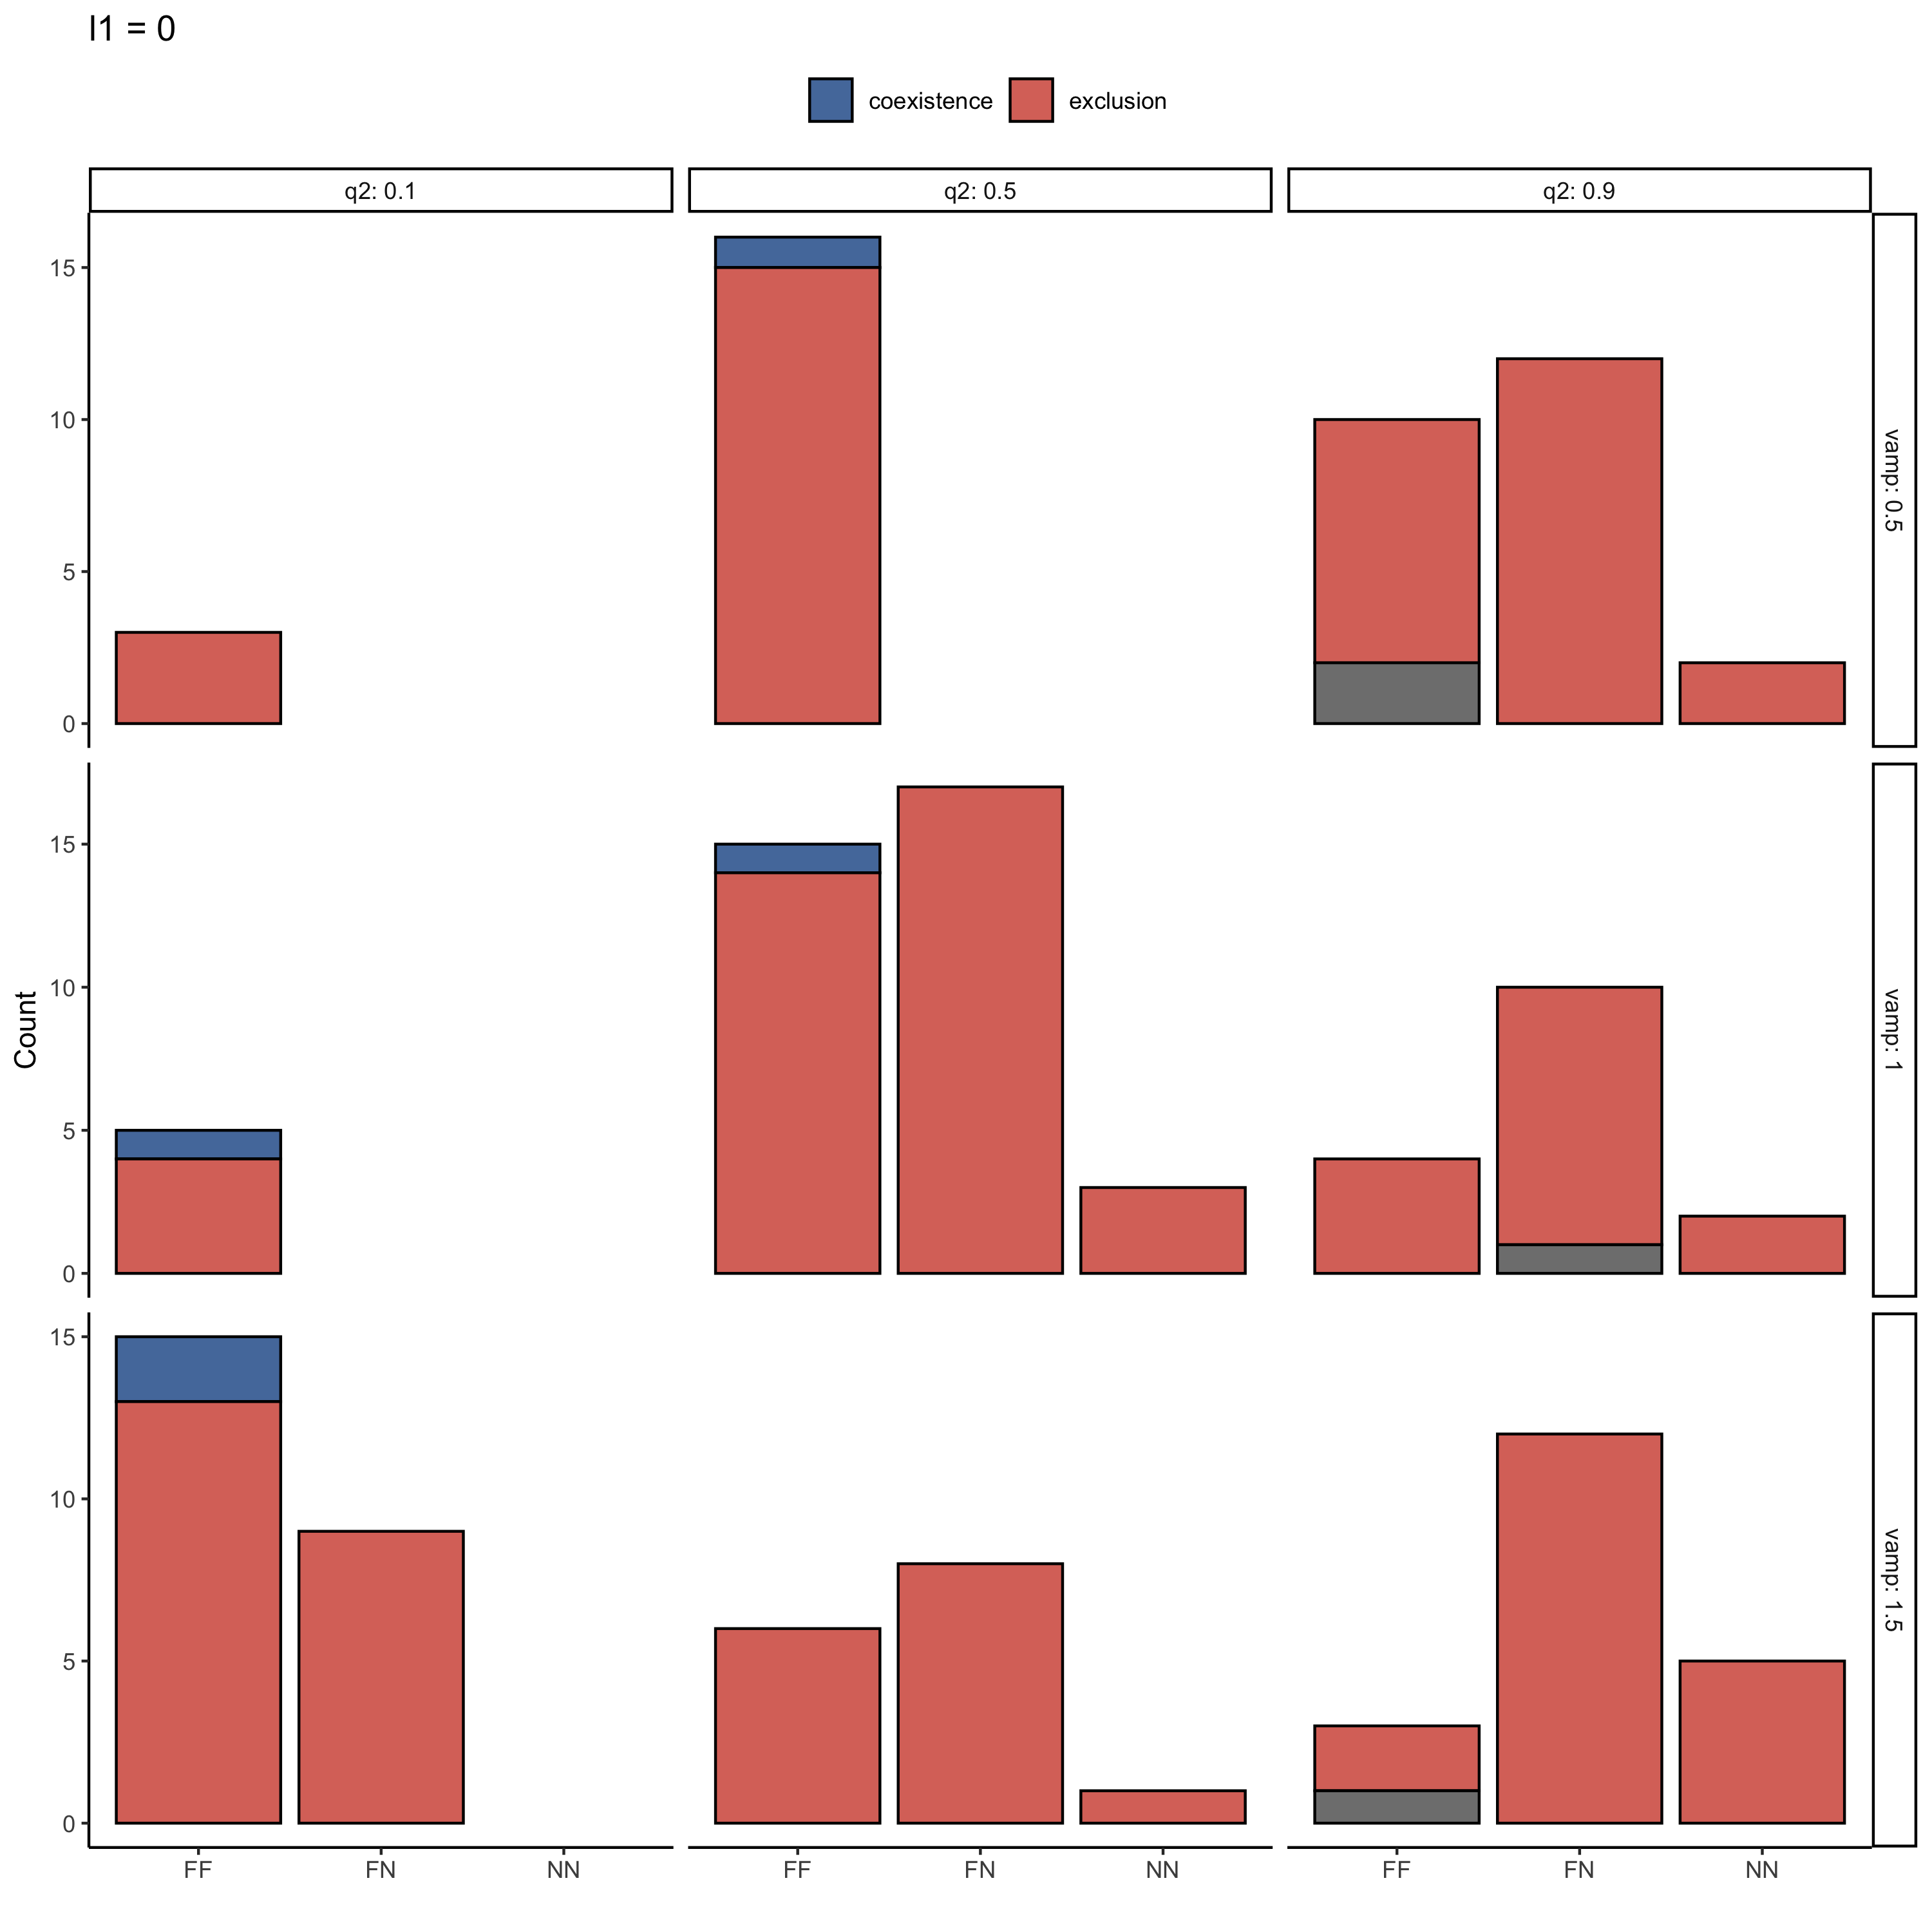 l1 = 0
coexistence exclusion
q2: 0.1 q2: 0.5 q2: 0.9
15
10
5
0
vamp: 0.5
Count
15
10
5
0
vamp: 1
15
10
5
0
vamp: 1.5
FF FN NN FF FN NN FF FN NN